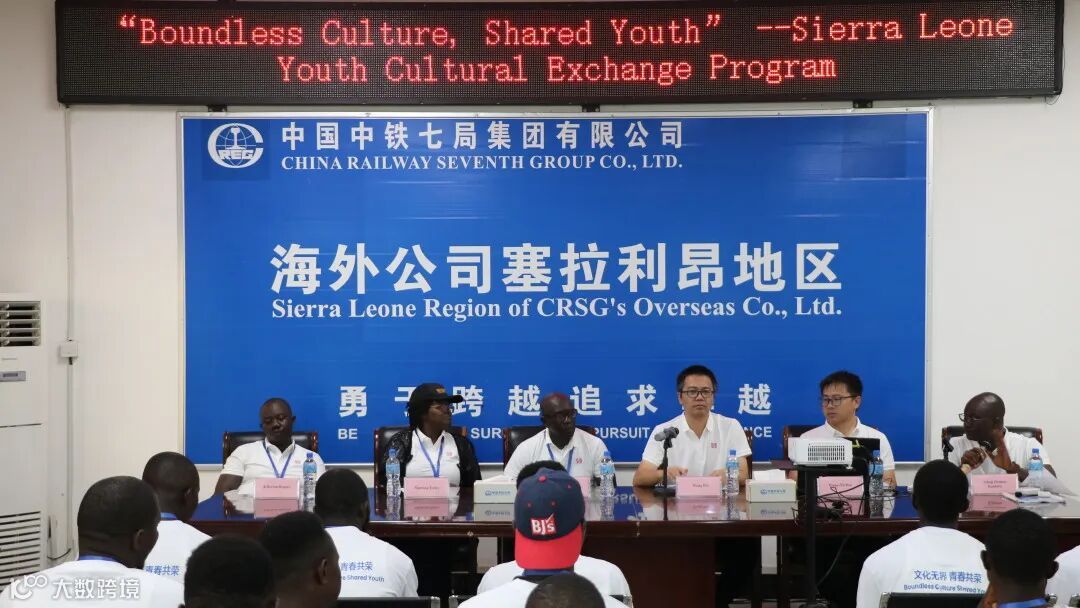 “Boundless Culture, Shared Youth” --Sierra Leone
Youth Cultural Exchange Program
CREG
中国中铁七局集团有限公司
CHINA RAILWAY SEVENTH GROUP CO., LTD.
海外公司塞拉利昂地区
Sierra Leone Region of CRSG's Overseas Co., Ltd.
勇于跨越追求 越
BE SUR PURSUIT
BJ's
文化无界 青春共荣
Boundless Culture Shared Youth
青春共荣
Shared Youth
大数跨境